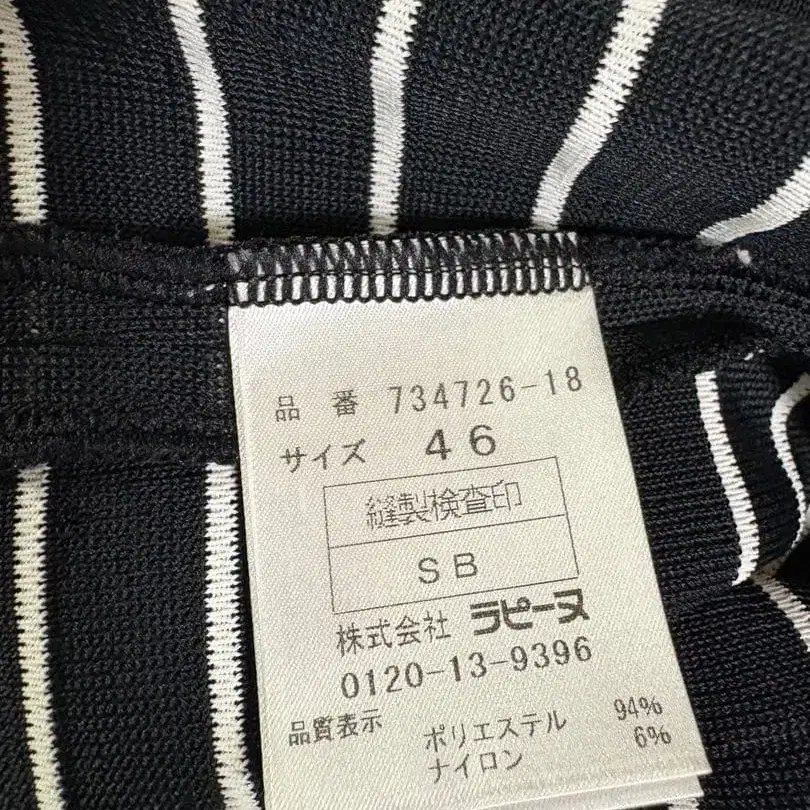 品 番 734726-18
サイズ 46
縫製検査印
SB
株式会社 ラピーヌ
0120-13-9396
品質表示
ポリエステル 94%
ナイロン 6%